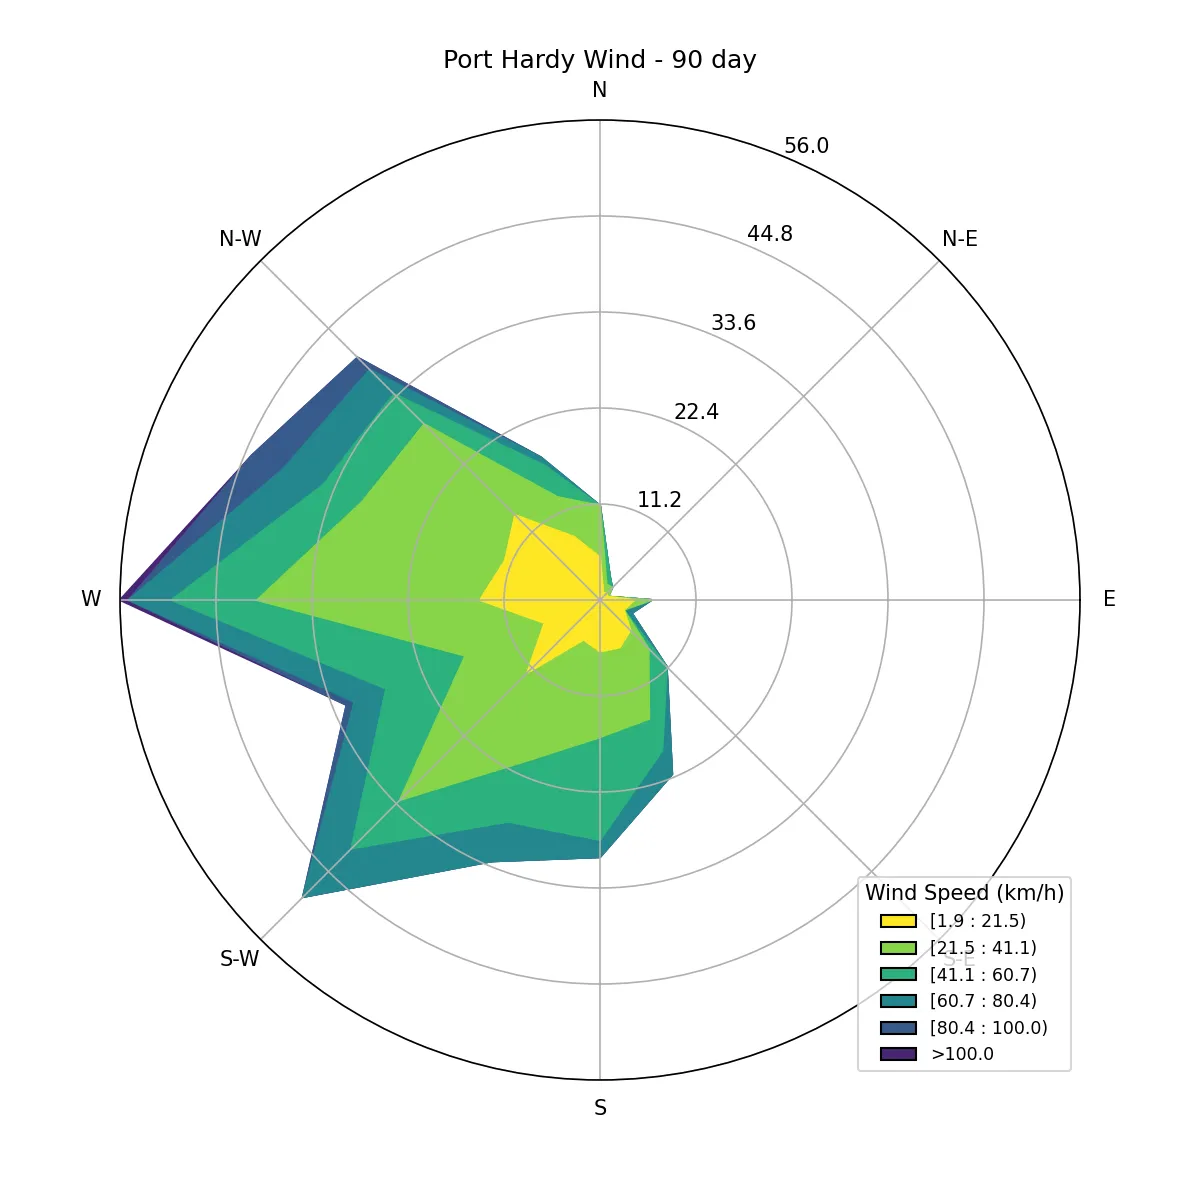 Port Hardy Wind - 90 day
N
56.0
N-W
44.8
N-E
33.6
22.4
11.2
W
E
Wind Speed (km/h)
[1.9 : 21.5)
[21.5 : 41.1)
S-W
S-E
[41.1 : 60.7)
[60.7 : 80.4)
[80.4 : 100.0)
>100.0
S